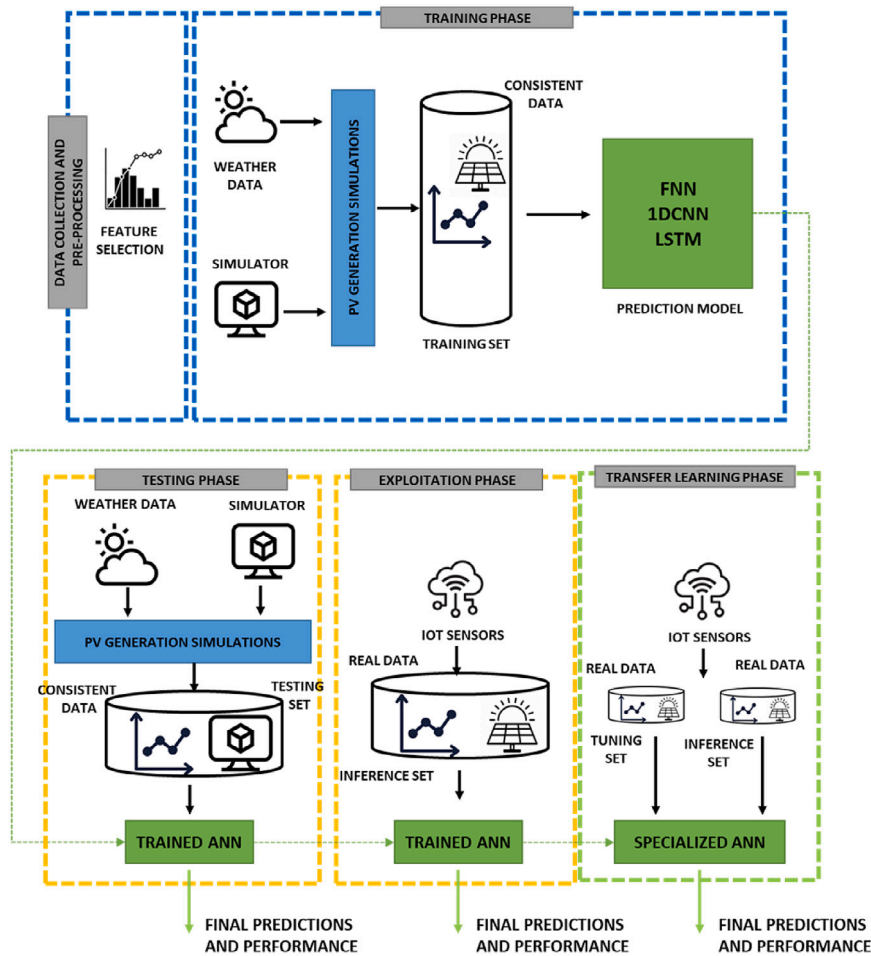 TRAINING PHASE
DATA COLLECTION AND
PRE-PROCESSING
FEATURE
SELECTION
WEATHER
DATA
SIMULATOR
PV GENERATION SIMULATIONS
CONSISTENT
DATA
TRAINING SET
FNN
1DCNN
LSTM
PREDICTION MODEL
TESTING PHASE
WEATHER DATA
SIMULATOR
PV GENERATION SIMULATIONS
CONSISTENT
DATA
TESTING
SET
TRAINED ANN
FINAL PREDICTIONS
AND PERFORMANCE
EXPLOITATION PHASE
IOT SENSORS
REAL DATA
INFERENCE SET
TRAINED ANN
FINAL PREDICTIONS
AND PERFORMANCE
TRANSFER LEARNING PHASE
IOT SENSORS
REAL DATA
REAL DATA
TUNING
SET
INFERENCE
SET
SPECIALIZED ANN
FINAL PREDICTIONS
AND PERFORMANCE